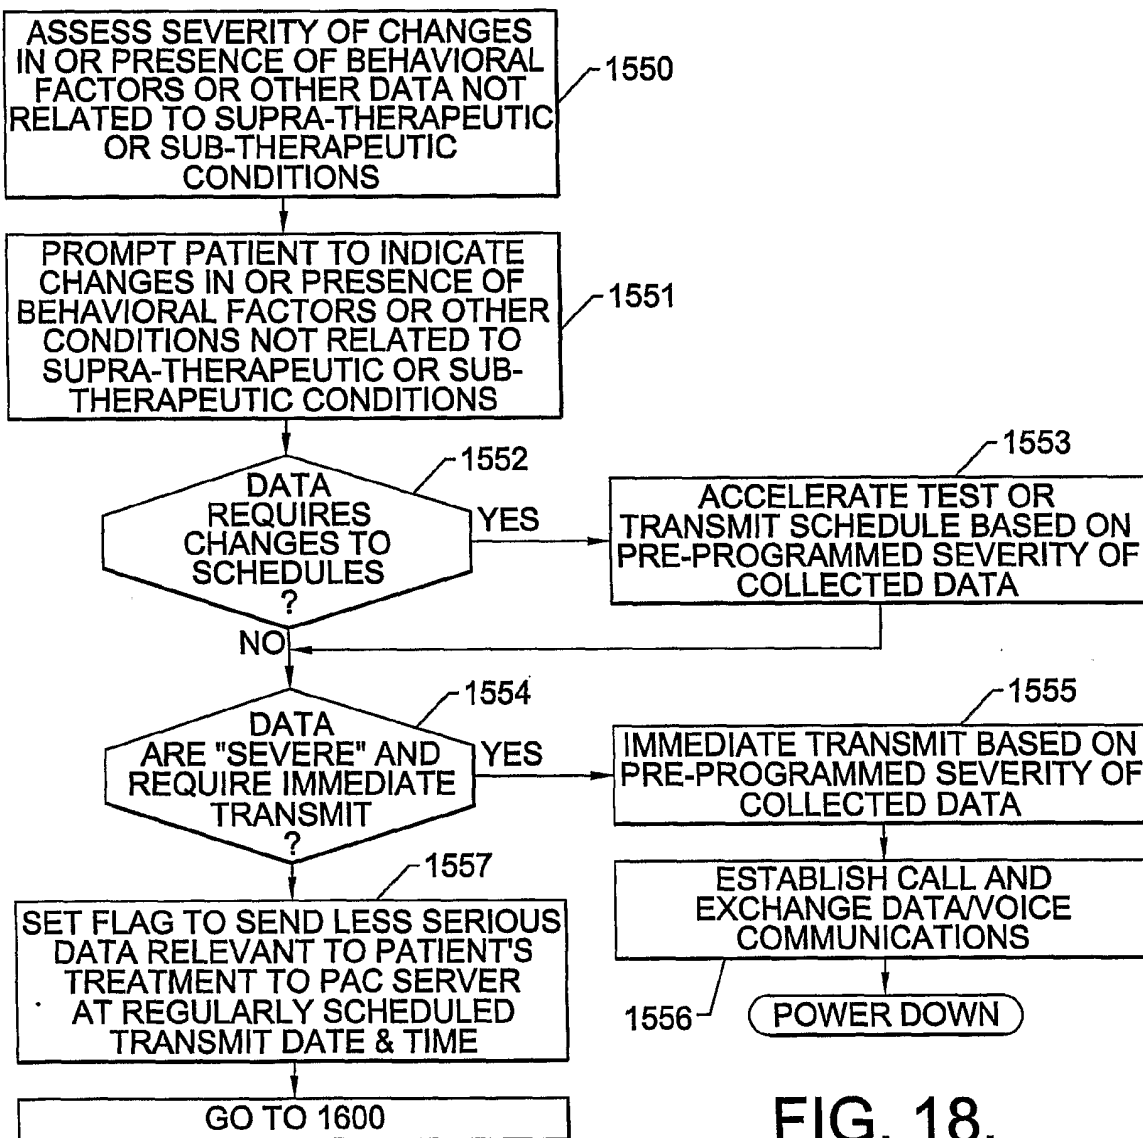 ASSESS SEVERITY OF CHANGES
IN OR PRESENCE OF BEHAVIORAL
FACTORS OR OTHER DATA NOT
RELATED TO SUPRA-THERAPEUTIC
OR SUB-THERAPEUTIC
CONDITIONS
1550
PROMPT PATIENT TO INDICATE
CHANGES IN OR PRESENCE OF
BEHAVIORAL FACTORS OR OTHER
CONDITIONS NOT RELATED TO
SUPRA-THERAPEUTIC OR SUB-
THERAPEUTIC CONDITIONS
1551
DATA
REQUIRES
CHANGES TO
SCHEDULES
?
1552
YES
NO
1553
ACCELERATE TEST OR
TRANSMIT SCHEDULE BASED ON
PRE-PROGRAMMED SEVERITY OF
COLLECTED DATA
DATA
ARE "SEVERE" AND
REQUIRE IMMEDIATE
TRANSMIT
?
1554
YES
1555
IMMEDIATE TRANSMIT BASED ON
PRE-PROGRAMMED SEVERITY OF
COLLECTED DATA
ESTABLISH CALL AND
EXCHANGE DATA/VOICE
COMMUNICATIONS
1556
POWER DOWN
1557
SET FLAG TO SEND LESS SERIOUS
DATA RELEVANT TO PATIENT'S
TREATMENT TO PAC SERVER
AT REGULARLY SCHEDULED
TRANSMIT DATE & TIME
GO TO 1600
FIG. 18.